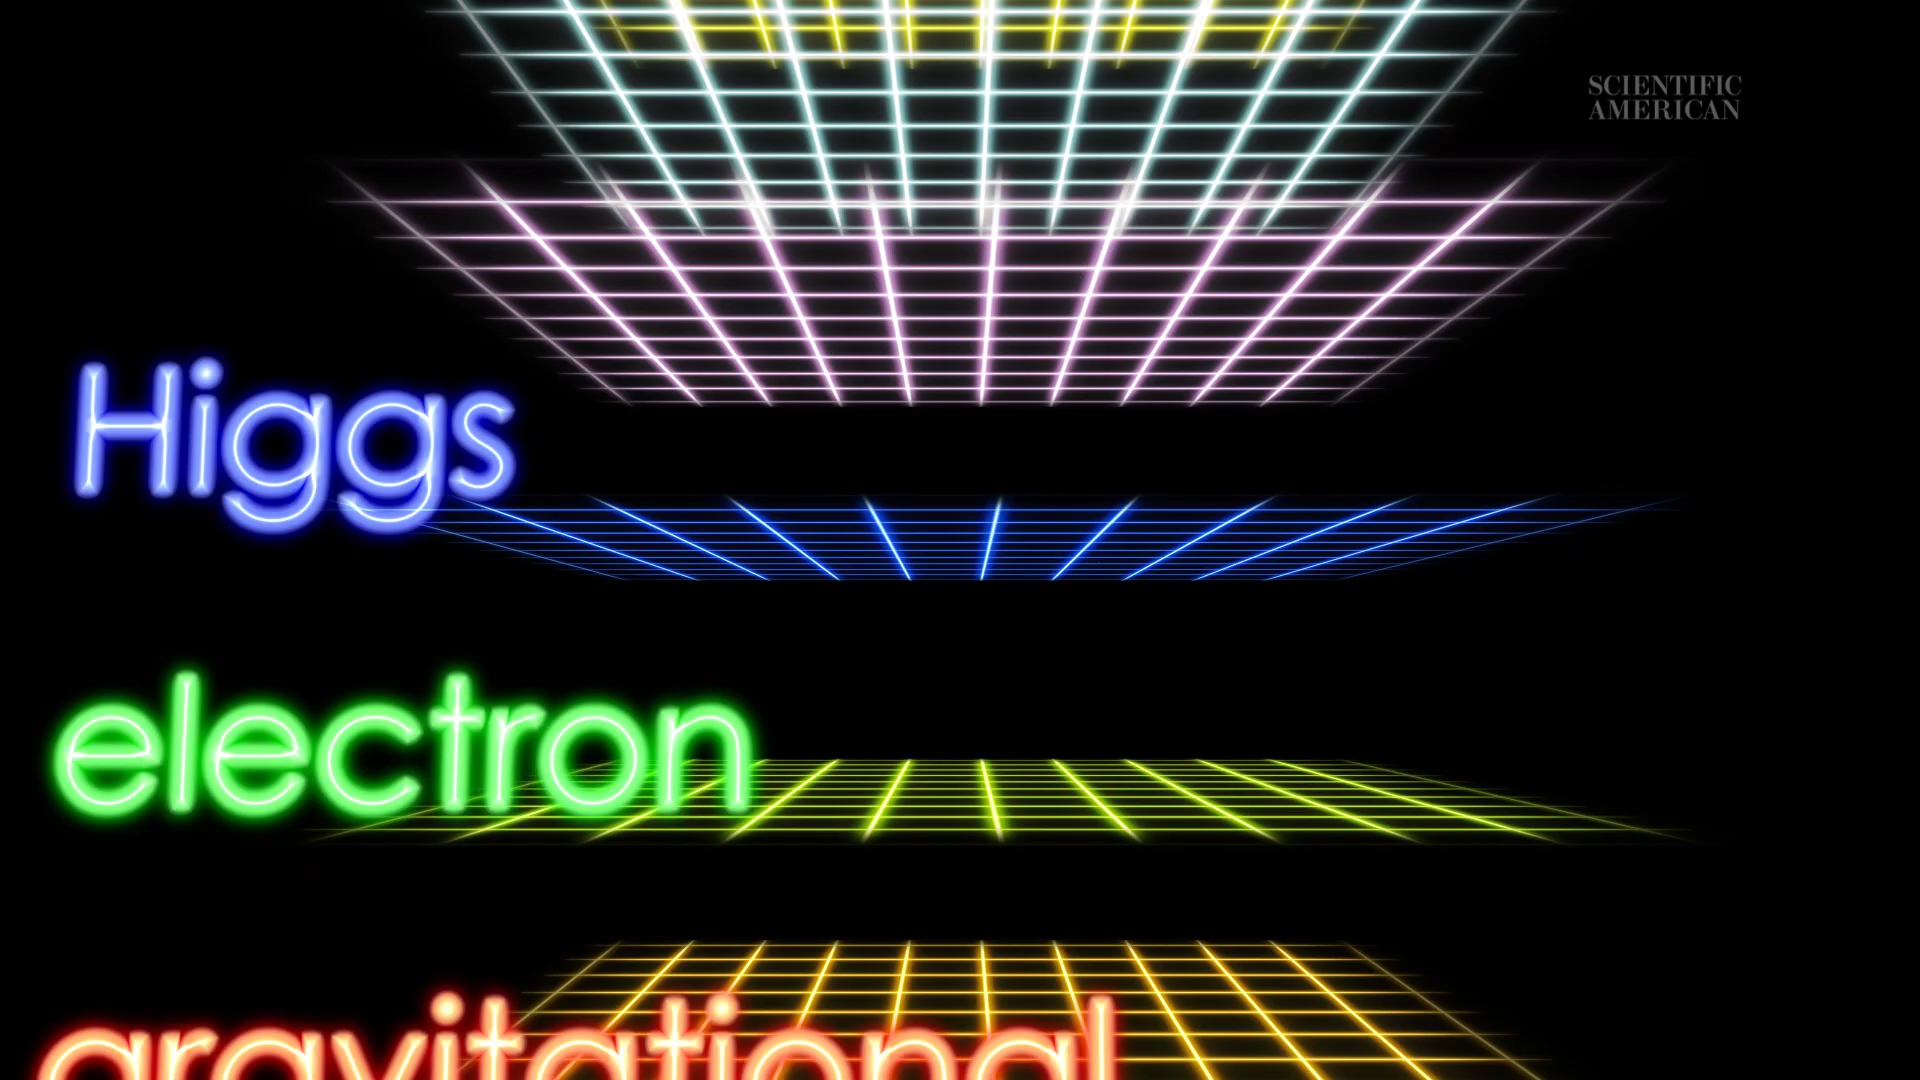 SCIENTIFIC
AMERICAN
Higgs
electron
gravitational